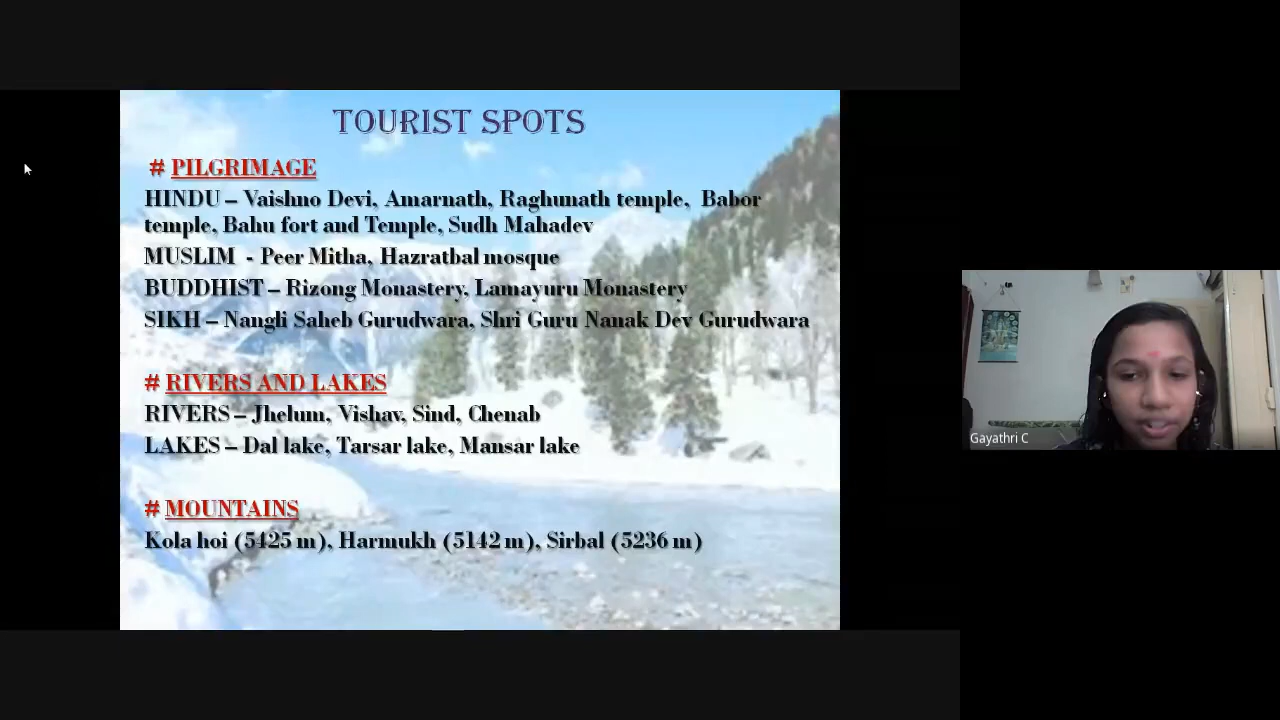 TOURIST SPOTS
# PILGRIMAGE
HINDU – Vaishno Devi, Amarnath, Raghunath temple, Babor
temple, Bahu fort and Temple, Sudh Mahadev
MUSLIM - Peer Mitha, Hazratbal mosque
BUDDHIST – Rizong Monastery, Lamayuru Monastery
SIKH – Nangli Saheb Gurudwara, Shri Guru Nanak Dev Gurudwara
# RIVERS AND LAKES
RIVERS – Jhelum, Vishav, Sind, Chenab
LAKES – Dal lake, Tarsar lake, Mansar lake
# MOUNTAINS
Kola hoi (5425 m), Harmukh (5142 m), Sirbal (5236 m)
Gayathri C